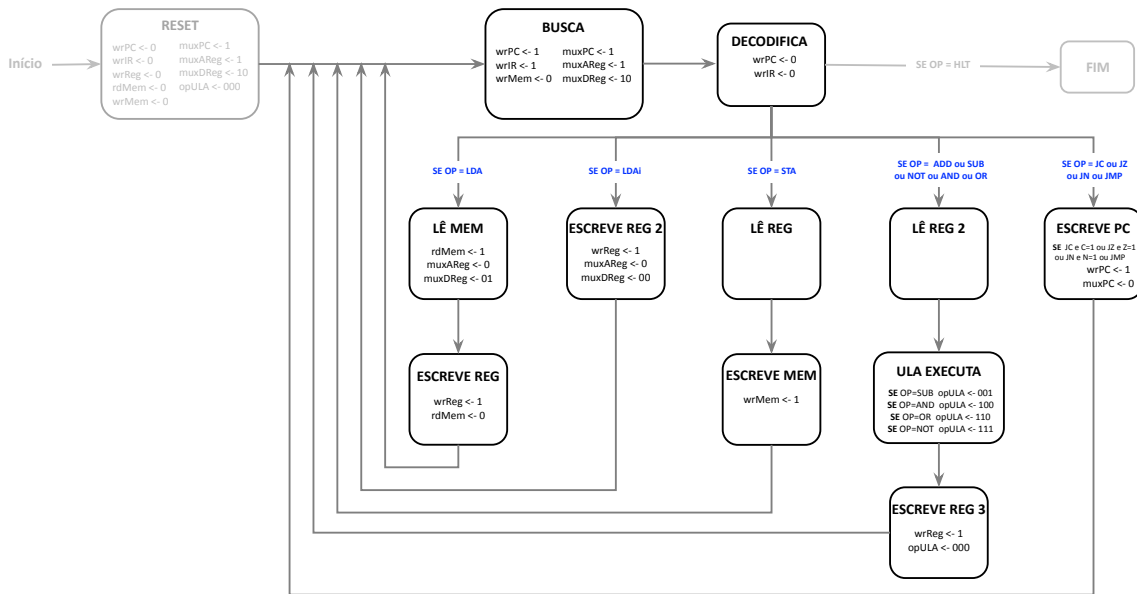 Início
RESET
wrPC <- 0 muxPC <- 1
wrIR <- 0 muxAReg <- 1
wrReg <- 0 muxDReg <- 10
rdMem <- 0 opULA <- 000
wrMem <- 0
BUSCA
wrPC <- 1 muxPC <- 1
wrIR <- 1 muxAReg <- 1
wrMem <- 0 muxDReg <- 10
DECODIFICA
wrPC <- 0
wrIR <- 0
SE OP = HLT
FIM
SE OP = LDA
SE OP = LDAi
SE OP = STA
SE OP = ADD ou SUB
ou NOT ou AND ou OR
SE OP = JC ou JZ
ou JN ou JMP
LÊ MEM
rdMem <- 1
muxAReg <- 0
muxDReg <- 01
ESCREVE REG 2
wrReg <- 1
muxAReg <- 0
muxDReg <- 00
LÊ REG
LÊ REG 2
ESCREVE PC
SE JC e C=1 ou JZ e Z=1
ou JN e N=1 ou JMP
wrPC <- 1
muxPC <- 0
ESCREVE REG
wrReg <- 1
rdMem <- 0
ESCREVE MEM
wrMem <- 1
ULA EXECUTA
SE OP=SUB opULA <- 001
SE OP=AND opULA <- 100
SE OP=OR opULA <- 110
SE OP=NOT opULA <- 111
ESCREVE REG 3
wrReg <- 1
opULA <- 000